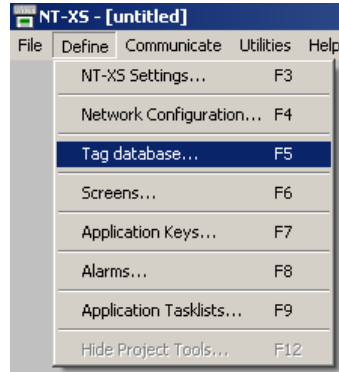 NT-XS - [untitled]
File Define Communicate Utilities Help
NT-XS Settings... F3
Network Configuration... F4
Tag database... F5
Screens... F6
Application Keys... F7
Alarms... F8
Application Tasklists... F9
Hide Project Tools... F12